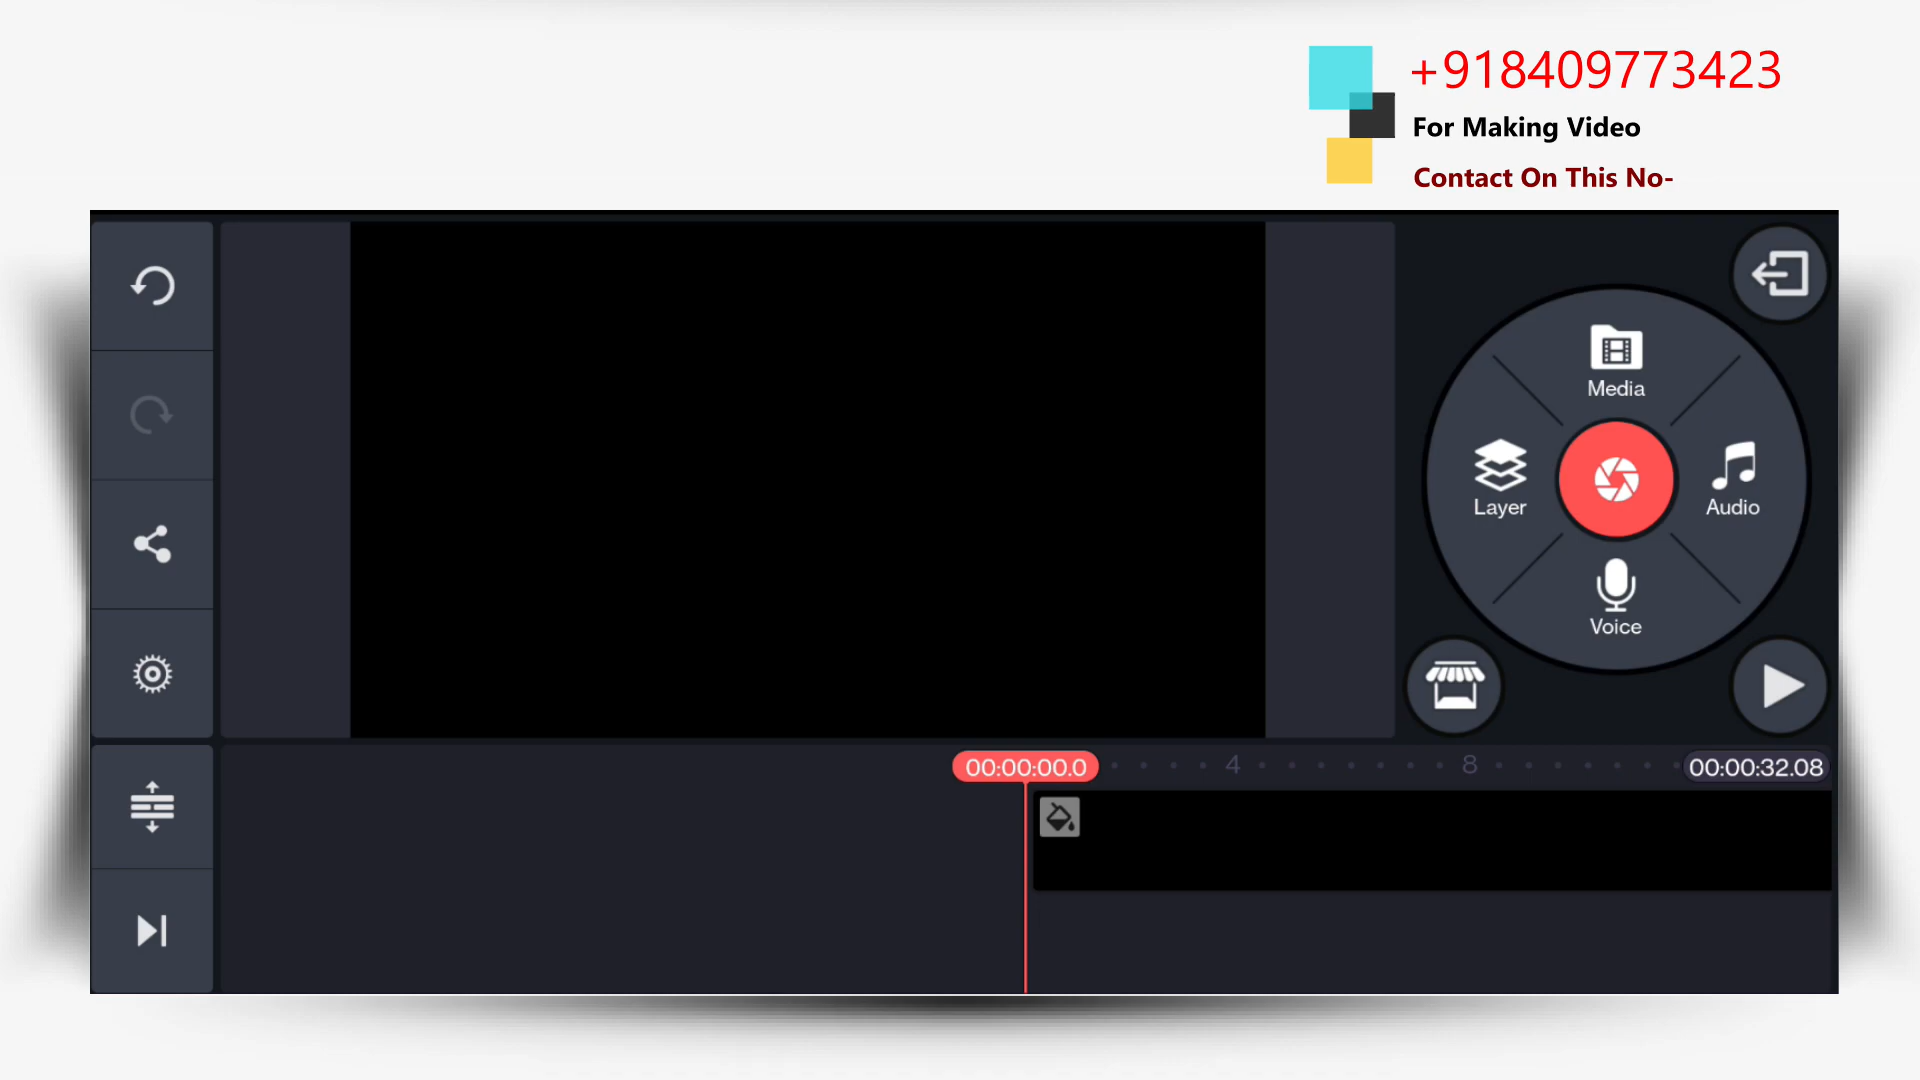 +918409773423
For Making Video
Contact On This No-
Media
Layer
Audio
Voice
00:00:00.0
4
8
00:00:32.08